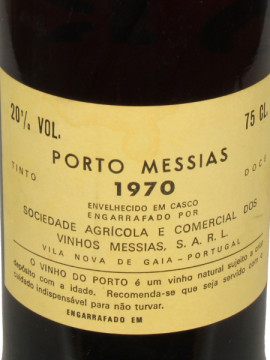 20% VOL.
75 CL.
TINTO
DOCE
PORTO MESSIAS
1970
ENVELHECIDO EM CASCO
ENGARRAFADO POR
SOCIEDADE AGRÍCOLA E COMERCIAL DOS
VINHOS MESSIAS, S. A. R. L.
VILA NOVA DE GAIA - PORTUGAL
O VINHO DO PORTO é um vinho natural sujeito a criar
depósito com a idade. Recomenda-se que seja servido com o
cuidado indispensável para não turvar.
ENGARRAFADO EM